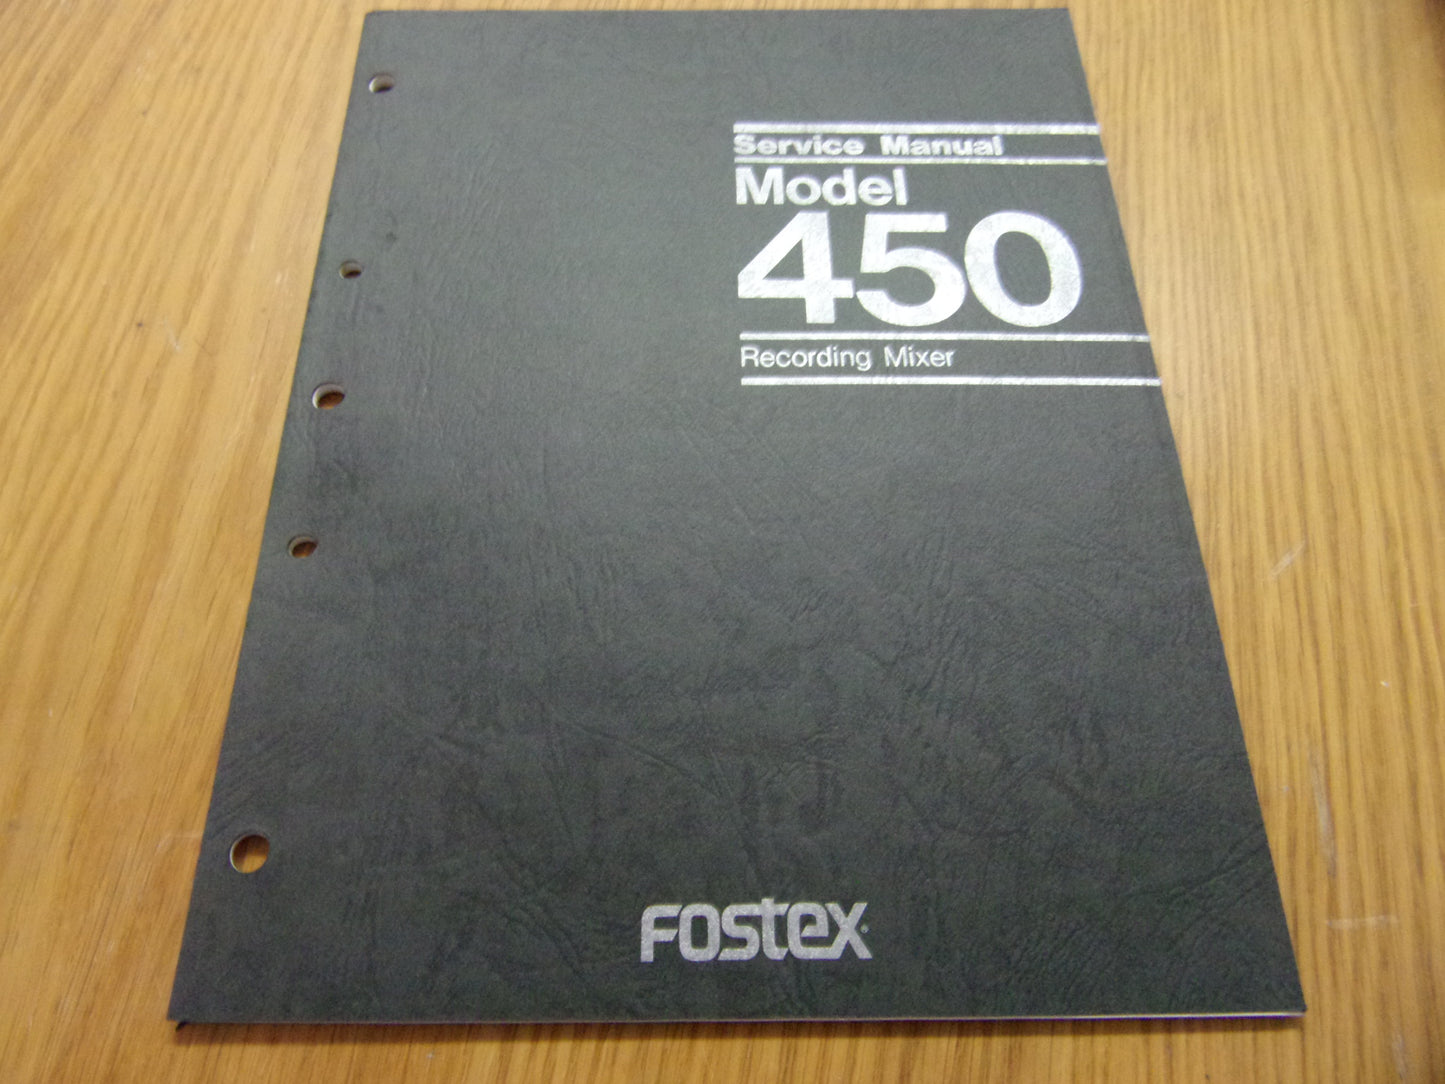 Service Manual
Model
450
Recording Mixer
FOSTEX®